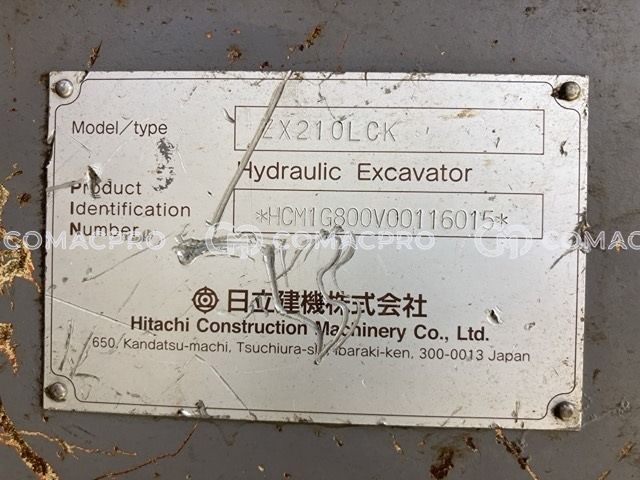 Model/type
ZX210LCK
Hydraulic Excavator
Product
Identification
Number
*HCM1G800V00116015*
COMACPRO COMACPRO COMACPRO
日立建機株式会社
Hitachi Construction Machinery Co., Ltd.
650, Kandatsu-machi, Tsuchiura-shi, Ibaraki-ken, 300-0013 Japan